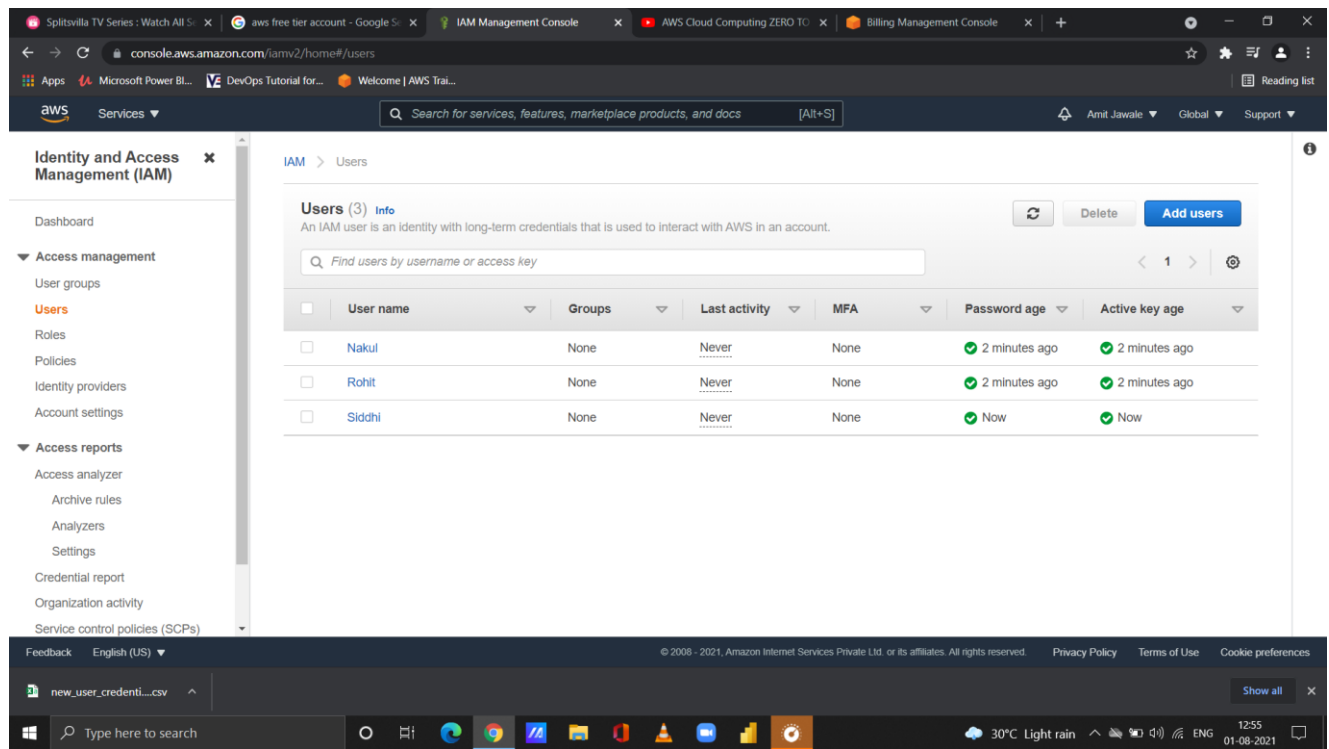 Splitsvilla TV Series : Watch All Se
aws free tier account - Google Se
IAM Management Console
AWS Cloud Computing ZERO TO
Billing Management Console
console.aws.amazon.com/iamv2/home#/users
Apps
Microsoft Power BI...
DevOps Tutorial for...
Welcome | AWS Trai...
Reading list
aws
Services ▼
Search for services, features, marketplace products, and docs [Alt+S]
Amit Jawale ▼
Global ▼
Support ▼
Identity and Access
Management (IAM)
Dashboard
Access management
User groups
Users
Roles
Policies
Identity providers
Account settings
Access reports
Access analyzer
Archive rules
Analyzers
Settings
Credential report
Organization activity
Service control policies (SCPs)
IAM > Users
Users (3) Info
An IAM user is an identity with long-term credentials that is used to interact with AWS in an account.
Delete
Add users
Find users by username or access key
< 1 >
User name Groups Last activity MFA Password age Active key age
Nakul None Never None 2 minutes ago 2 minutes ago
Rohit None Never None 2 minutes ago 2 minutes ago
Siddhi None Never None Now Now
Feedback English (US) ▼
© 2008 - 2021, Amazon Internet Services Private Ltd. or its affiliates. All rights reserved. Privacy Policy Terms of Use Cookie preferences
new_user_credenti....csv
Show all
Type here to search
30°C Light rain
ENG
12:55
01-08-2021